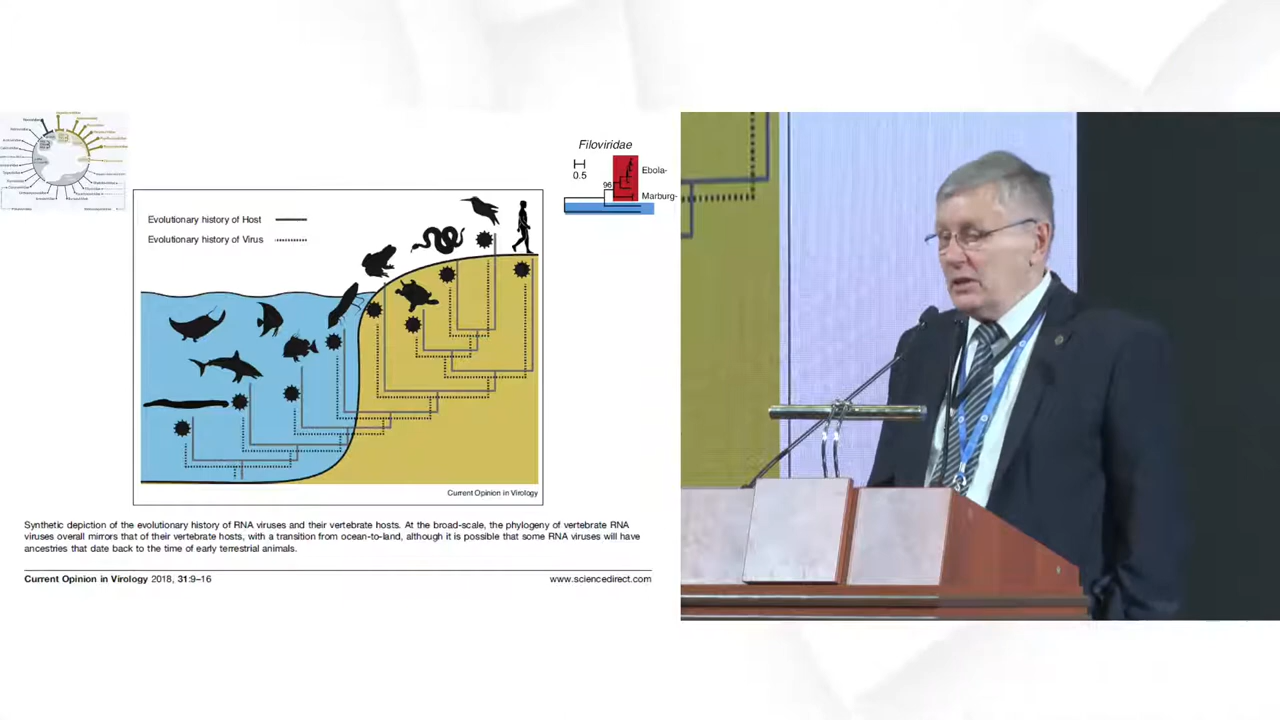 Filoviridae
0.5
96
Ebola-
Marburg-
Evolutionary history of Host
Evolutionary history of Virus
Current Opinion in Virology
Synthetic depiction of the evolutionary history of RNA viruses and their vertebrate hosts. At the broad-scale, the phylogeny of vertebrate RNA
viruses overall mirrors that of their vertebrate hosts, with a transition from ocean-to-land, although it is possible that some RNA viruses will have
ancestries that date back to the time of early terrestrial animals.
Current Opinion in Virology 2018, 31:9–16
www.sciencedirect.com